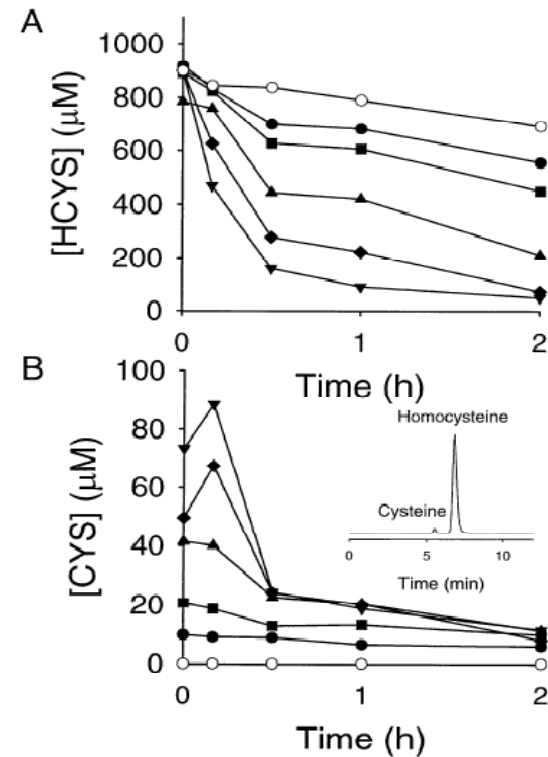 A
[HCYS] (μM)
1000
800
600
400
200
0
0 1 2
Time (h)
B
[CYS] (μM)
100
80
60
40
20
0
0 1 2
Time (h)
Homocysteine
Cysteine
0 5 10
Time (min)